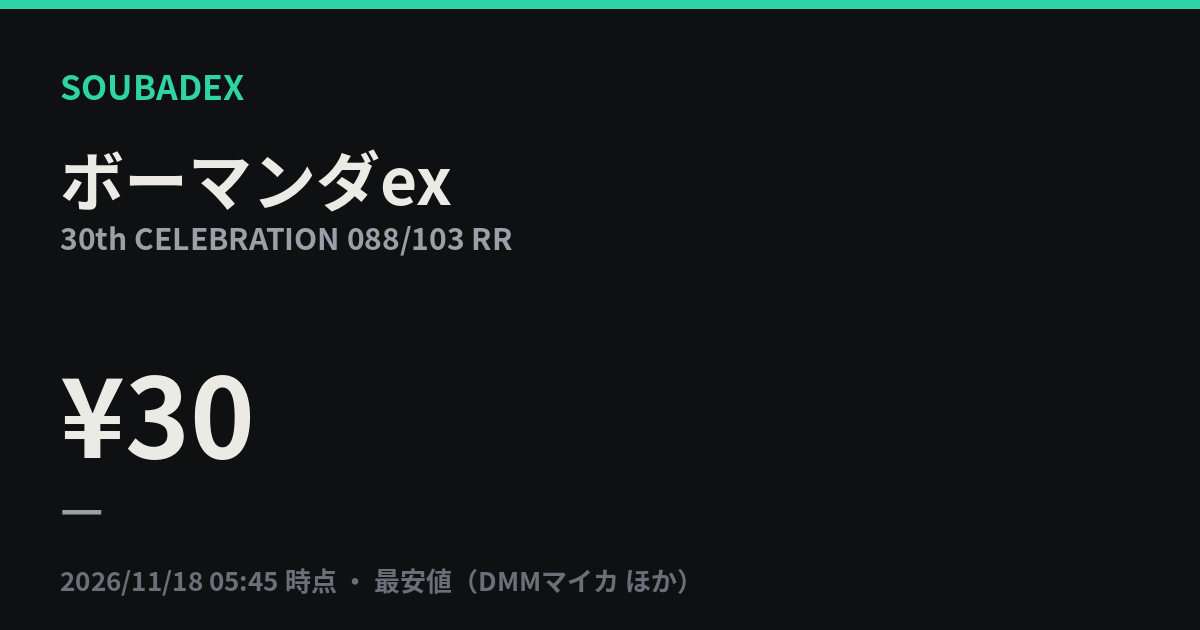 SOUBADEX
ボーマンダex
30th CELEBRATION 088/103 RR
¥30
—
2026/11/18 05:45 時点 ・ 最安値（DMMマイカ ほか）